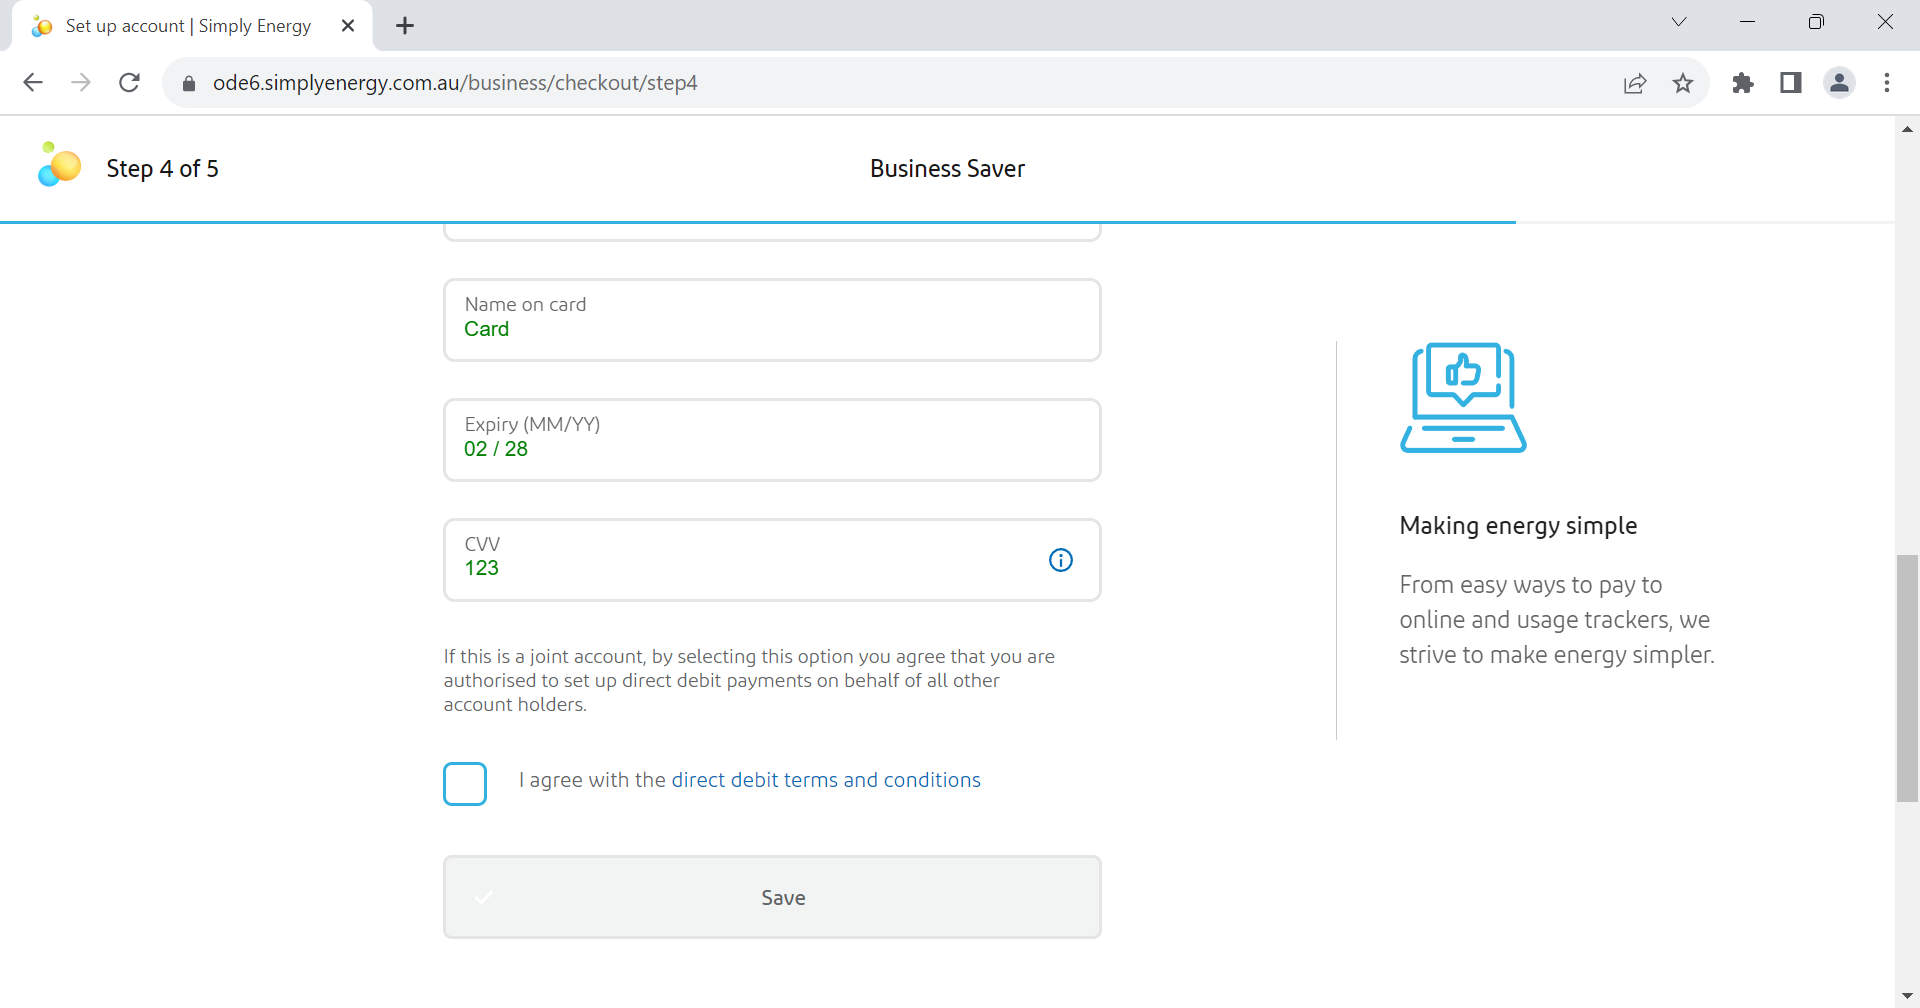 Set up account | Simply Energy
ode6.simplyenergy.com.au/business/checkout/step4
Step 4 of 5
Business Saver
Name on card
Card
Expiry (MM/YY)
02 / 28
CVV
123
If this is a joint account, by selecting this option you agree that you are
authorised to set up direct debit payments on behalf of all other
account holders.
I agree with the direct debit terms and conditions
Save
Making energy simple
From easy ways to pay to
online and usage trackers, we
strive to make energy simpler.